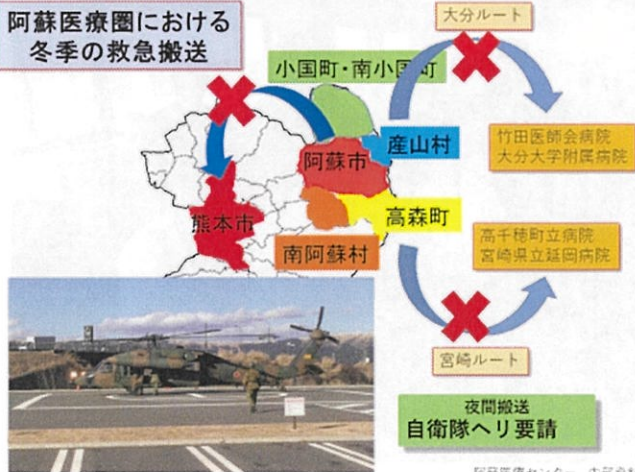 阿蘇医療圏における
冬季の救急搬送
大分ルート
小国町・南小国町
産山村
竹田医師会病院
大分大学附属病院
阿蘇市
熊本市
高森町
南阿蘇村
高千穂町立病院
宮崎県立延岡病院
宮崎ルート
夜間搬送
自衛隊ヘリ要請